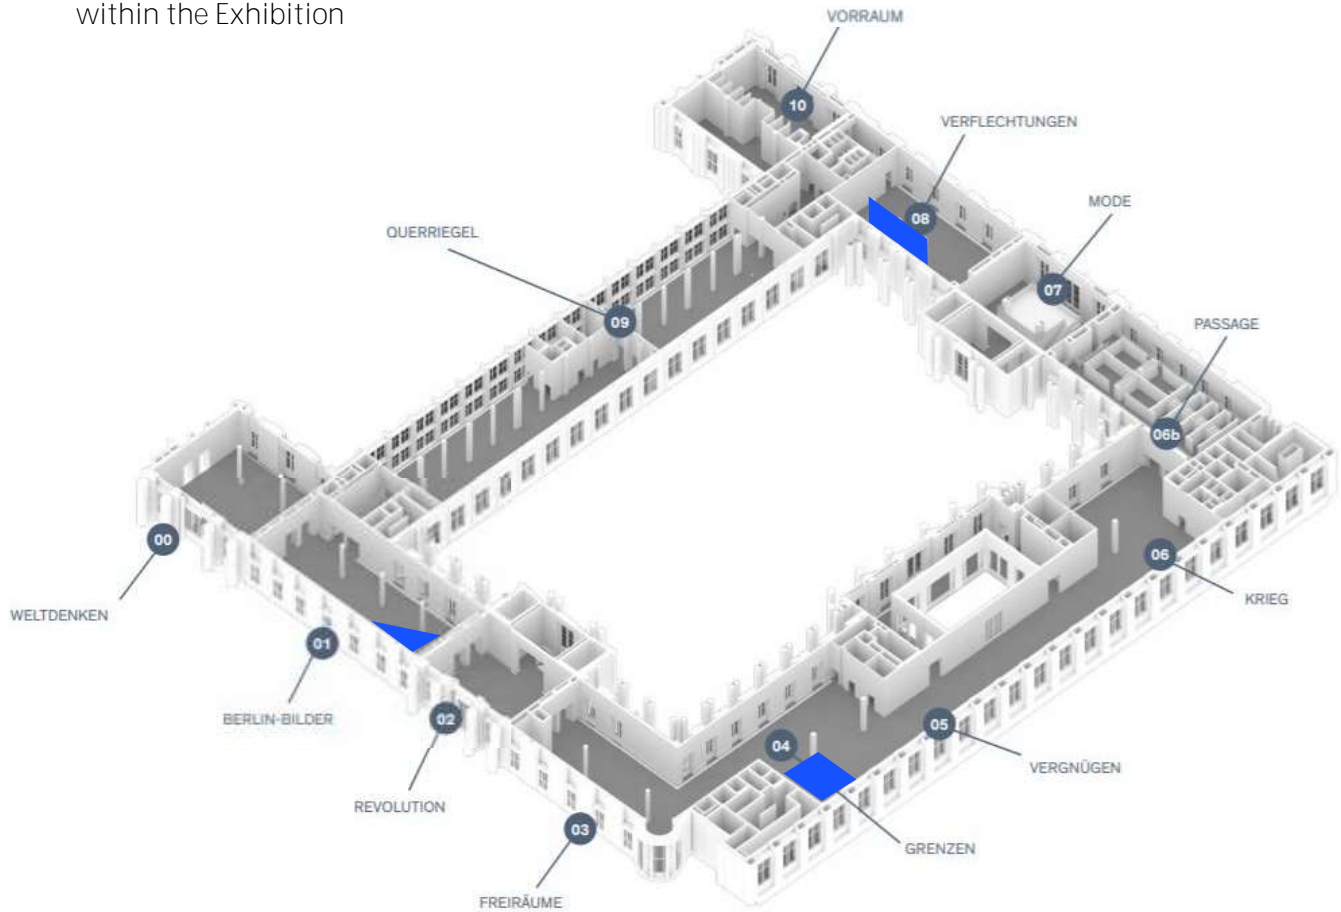 within the Exhibition
VORRAUM
10
VERFLECHTUNGEN
08
MODE
07
QUERRIEGEL
09
PASSAGE
06b
00
WELTDENKEN
06
KRIEG
01
BERLIN-BILDER
02
REVOLUTION
04
GRENZEN
05
VERGNÜGEN
03
FREIRÄUME